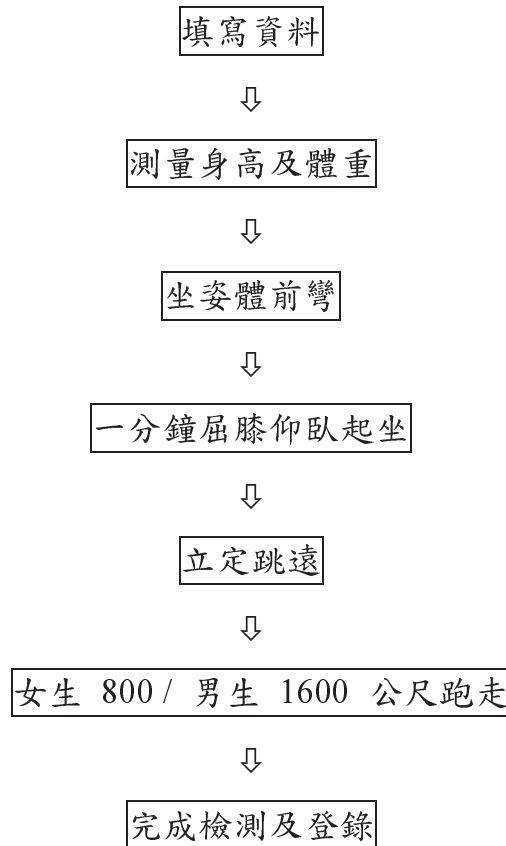 填寫資料
⇩
測量身高及體重
⇩
坐姿體前彎
⇩
一分鐘屈膝仰臥起坐
⇩
立定跳遠
⇩
女生 800 / 男生 1600 公尺跑走
⇩
完成檢測及登錄